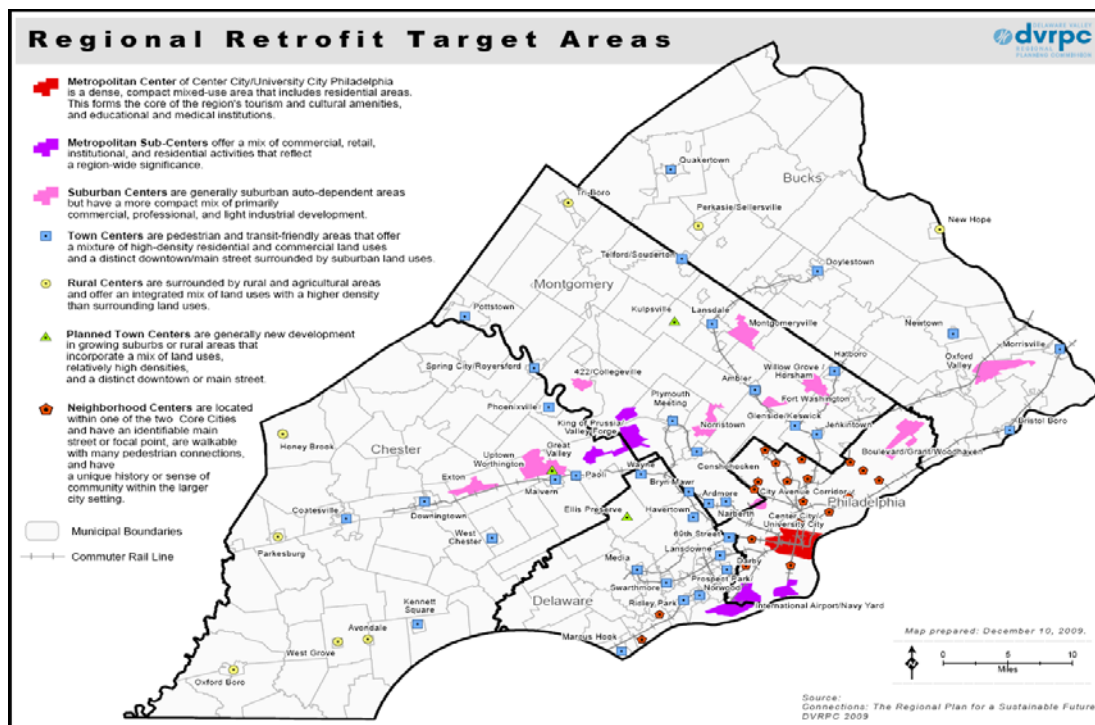 Regional Retrofit Target Areas
DELAWARE VALLEY
dvrpc
REGIONAL
PLANNING COMMISSION
Metropolitan Center of Center City/University City Philadelphia
is a dense, compact mixed-use area that includes residential areas.
This forms the core of the region's tourism and cultural amenities,
and educational and medical institutions.
Metropolitan Sub-Centers offer a mix of commercial, retail,
institutional, and residential activities that reflect
a region-wide significance.
Suburban Centers are generally suburban auto-dependent areas
but have a more compact mix of primarily
commercial, professional, and light industrial development.
Town Centers are pedestrian and transit-friendly areas that offer
a mixture of high-density residential and commercial land uses
and a distinct downtown/main street surrounded by suburban land uses.
Rural Centers are surrounded by rural and agricultural areas
and offer an integrated mix of land uses with a higher density
than surrounding land uses.
Planned Town Centers are generally new development
in growing suburbs or rural areas that
incorporate a mix of land uses,
relatively high densities,
and a distinct downtown or main street.
Neighborhood Centers are located
within one of the two Core Cities
and have an identifiable main
street or focal point, are walkable
with many pedestrian connections,
and have
a unique history or sense of
community within the larger
city setting.
Municipal Boundaries
Commuter Rail Line
Quakertown
Bucks
Tri-Boro
Perkasie/Sellersville
New Hope
Telford/Souderton
Doylestown
Montgomery
Pottstown
Kulpsville
Lansdale
Montgomeryville
Newtown
Morrisville
Hatboro
Oxford
Valley
Spring City/Royersford
422/Collegeville
Willow Grove /
Horsham
Ambler
Fort Washington
Phoenixville
Plymouth
Meeting
Glenside/Keswick
King of Prussia/
Valley Forge
Norristown
Jenkintown
Bristol Boro
Honey Brook
Great
Valley
Boulevard/Grant/Woodhaven
Chester
Uptown
Worthington
Conshohocken
Exton
Wayne
Paoli
Malvern
Bryn Mawr
City Avenue Corridor
Ardmore
Philadelphia
Coatesville
Downingtown
Ellis Preserve
Havertown
Narberth
Center City/
University City
West
Chester
69th Street
Parkesburg
Media
Lansdowne
Darby
Swarthmore
Prospect Park/
Norwood
Kennett
Square
Delaware
Ridley Park
International Airport/Navy Yard
Avondale
Marcus Hook
West Grove
Oxford Boro
Map prepared: December 10, 2009.
0 5 10
Miles
Source:
Connections: The Regional Plan for a Sustainable Future
DVRPC 2009